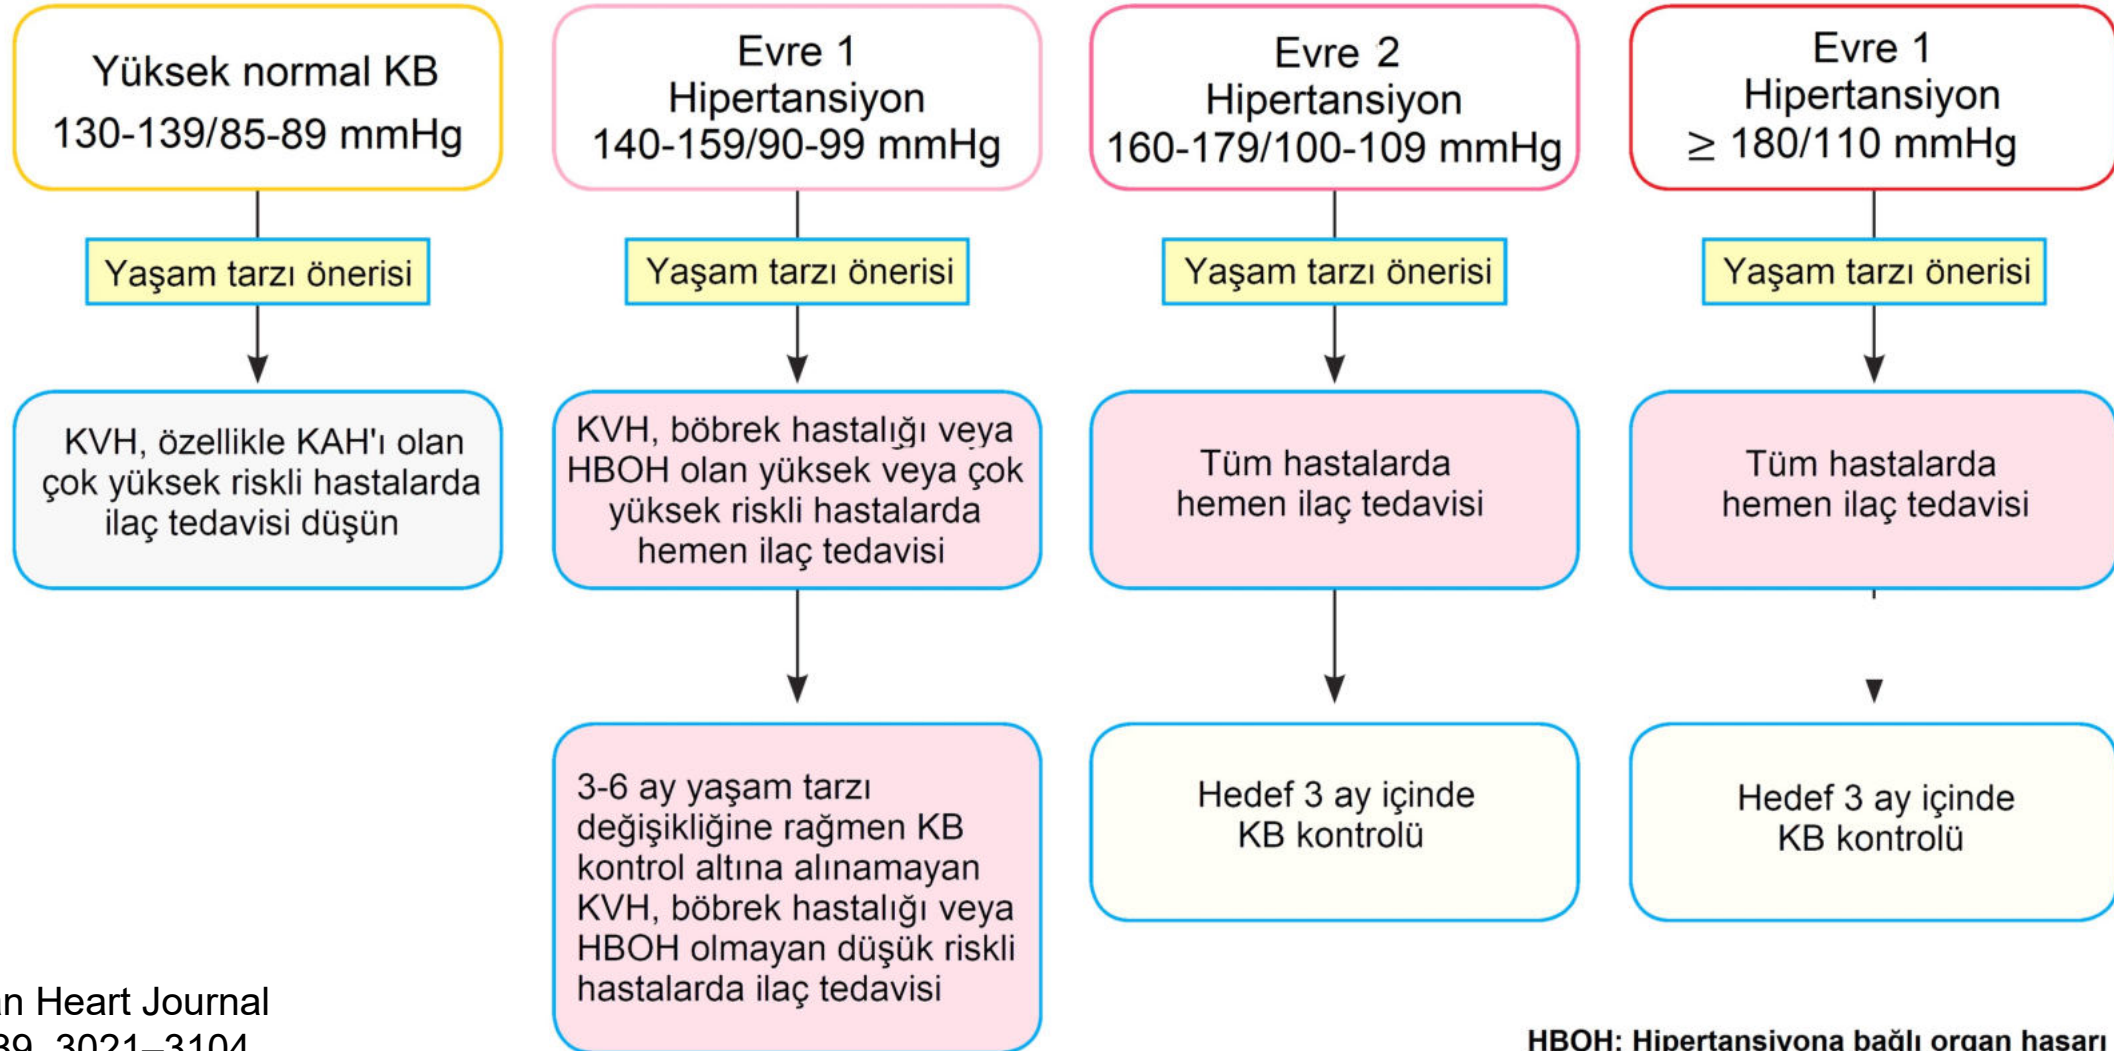 Yüksek normal KB
130-139/85-89 mmHg
Yaşam tarzı önerisi
KVH, özellikle KAH'ı olan
çok yüksek riskli hastalarda
ilaç tedavisi düşün
Evre 1
Hipertansiyon
140-159/90-99 mmHg
Yaşam tarzı önerisi
KVH, böbrek hastalığı veya
HBOH olan yüksek veya çok
yüksek riskli hastalarda
hemen ilaç tedavisi
3-6 ay yaşam tarzı
değişikliğine rağmen KB
kontrol altına alınamayan
KVH, böbrek hastalığı veya
HBOH olmayan düşük riskli
hastalarda ilaç tedavisi
Evre 2
Hipertansiyon
160-179/100-109 mmHg
Yaşam tarzı önerisi
Tüm hastalarda
hemen ilaç tedavisi
Hedef 3 ay içinde
KB kontrolü
Evre 1
Hipertansiyon
≥ 180/110 mmHg
Yaşam tarzı önerisi
Tüm hastalarda
hemen ilaç tedavisi
Hedef 3 ay içinde
KB kontrolü
an Heart Journal
39, 3021–3104
HBOH: Hipertansiyona bağlı organ hasarı